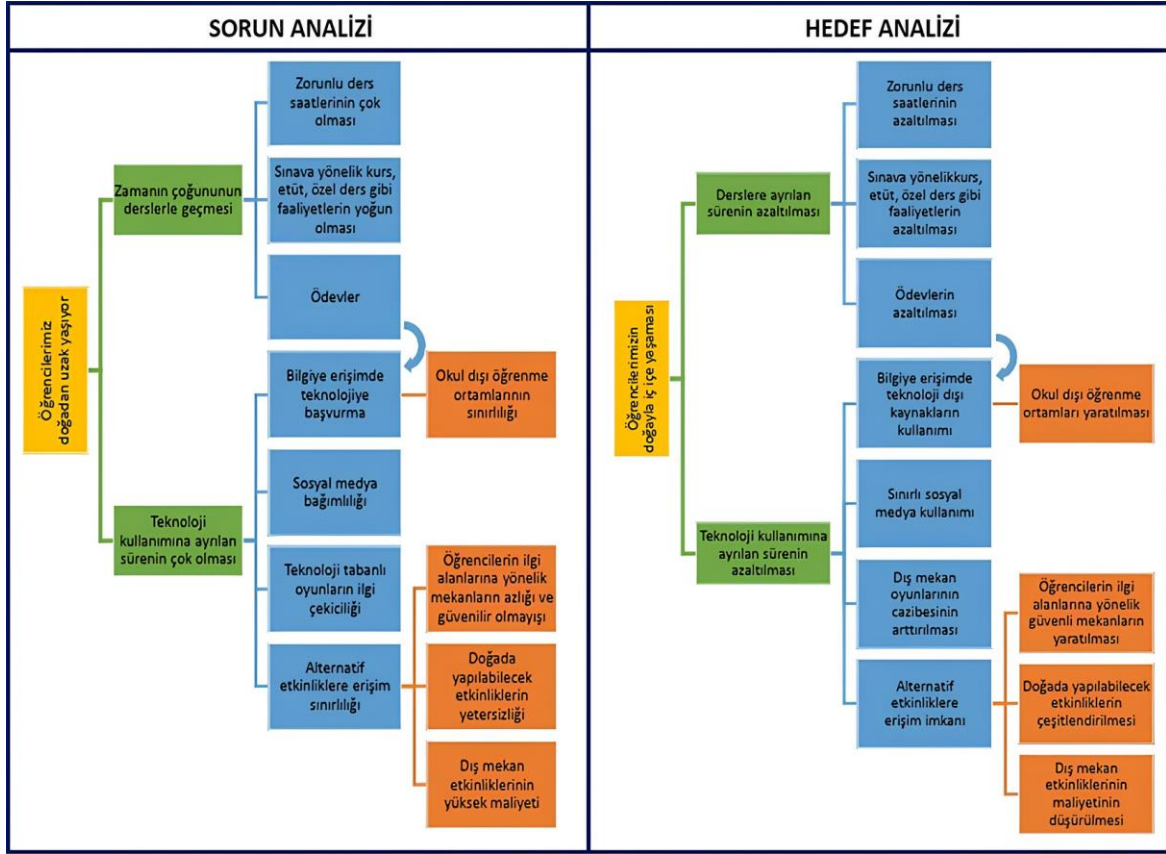 SORUN ANALİZİ
Öğrencilerimiz
doğadan uzak yaşıyor
Zamanın çoğununun
derslerle geçmesi
Zorunlu ders
saatlerinin çok
olması
Sınava yönelik kurs,
etüt, özel ders gibi
faaliyetlerin yoğun
olması
Ödevler
Teknoloji
kullanımına ayrılan
sürenin çok olması
Bilgiye erişimde
teknolojiye
başvurma
Okul dışı öğrenme
ortamlarının
sınırlılığı
Sosyal medya
bağımlılığı
Teknoloji tabanlı
oyunların ilgi
çekiciliği
Alternatif
etkinliklere erişim
sınırlılığı
Öğrencilerin ilgi
alanlarına yönelik
mekanların azlığı ve
güvenilir olmayışı
Doğada
yapılabilecek
etkinliklerin
yetersizliği
Dış mekan
etkinliklerinin
yüksek maliyeti
HEDEF ANALİZİ
Öğrencilerimizin
doğayla iç içe yaşaması
Derslere ayrılan
sürenin azaltılması
Zorunlu ders
saatlerinin
azaltılması
Sınava yönelikkurs,
etüt, özel ders gibi
faaliyetlerin
azaltılması
Ödevlerin
azaltılması
Teknoloji kullanımına
ayrılan sürenin
azaltılması
Bilgiye erişimde
teknoloji dışı
kaynakların
kullanımı
Okul dışı öğrenme
ortamları yaratılması
Sınırlı sosyal
medya kullanımı
Dış mekan
oyunlarının
cazibesinin
arttırılması
Alternatif
etkinliklere
erişim imkanı
Öğrencilerin ilgi
alanlarına yönelik
güvenli mekanların
yaratılması
Doğada yapılabilecek
etkinliklerin
çeşitlendirilmesi
Dış mekan
etkinliklerinin
maliyetinin
düşürülmesi